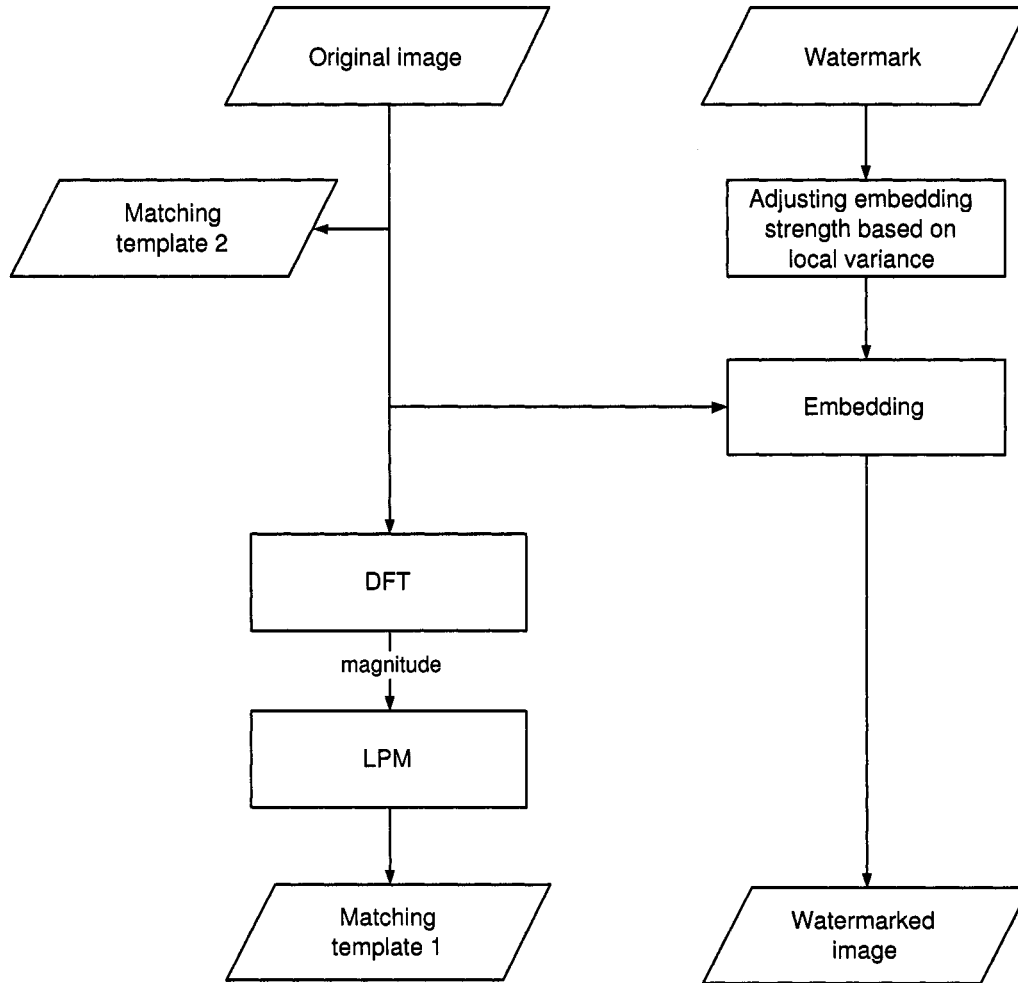 Original image
Watermark
Matching
template 2
Adjusting embedding
strength based on
local variance
Embedding
DFT
magnitude
LPM
Matching
template 1
Watermarked
image